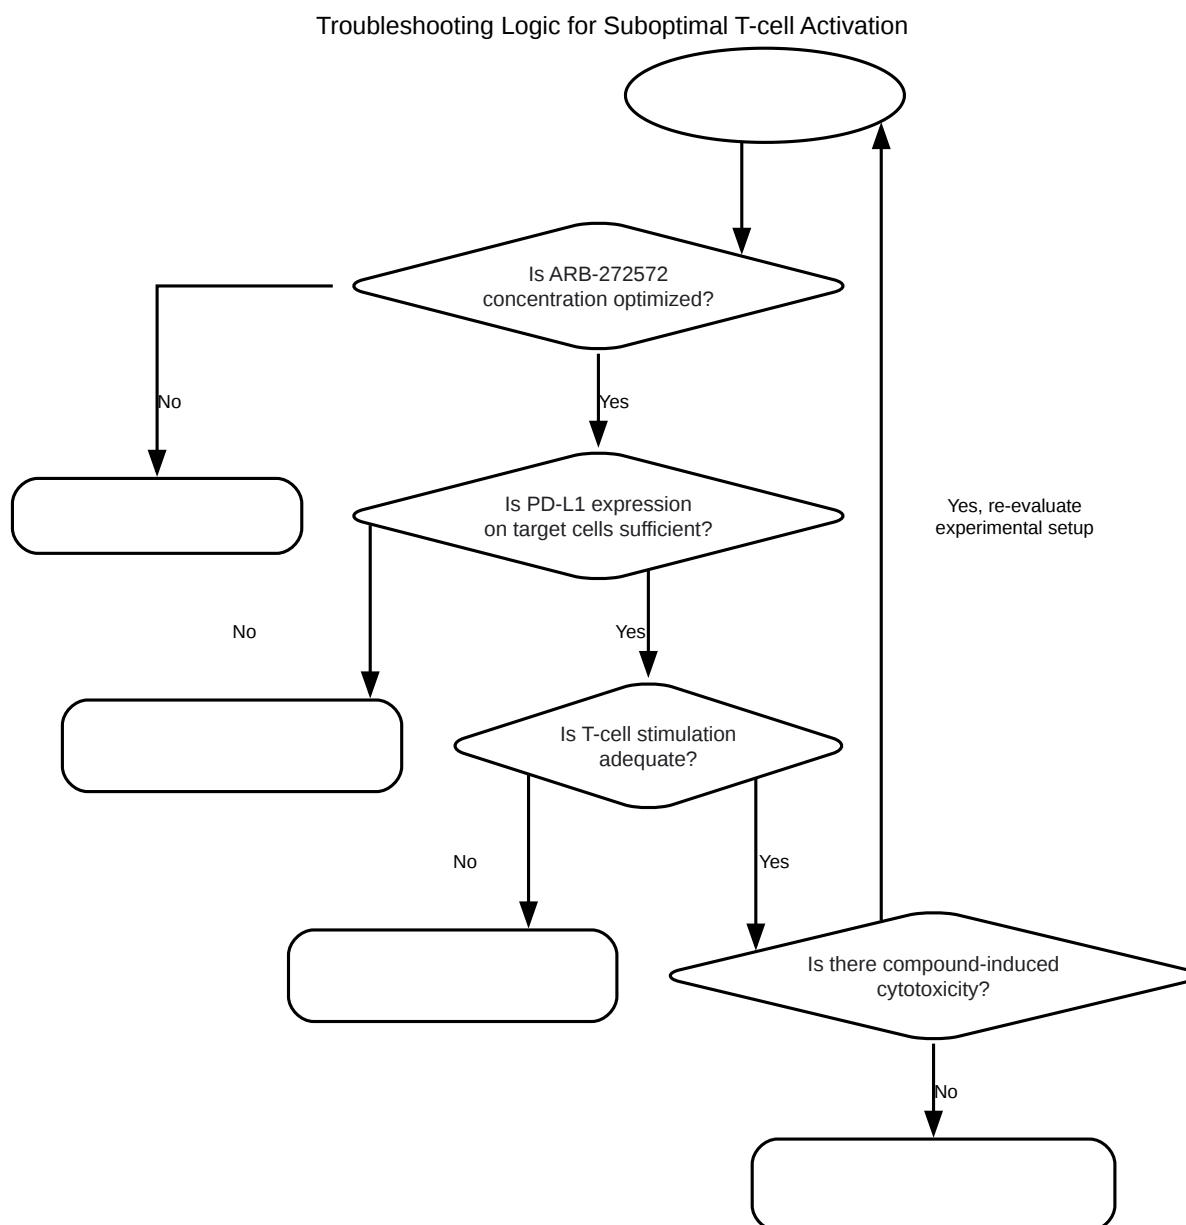 Troubleshooting Logic for Suboptimal T-cell Activation
Is ARB-272572
concentration optimized?
No
Yes
Is PD-L1 expression
on target cells sufficient?
Yes, re-evaluate
experimental setup
No
Yes
Is T-cell stimulation
adequate?
No
Yes
Is there compound-induced
cytotoxicity?
No